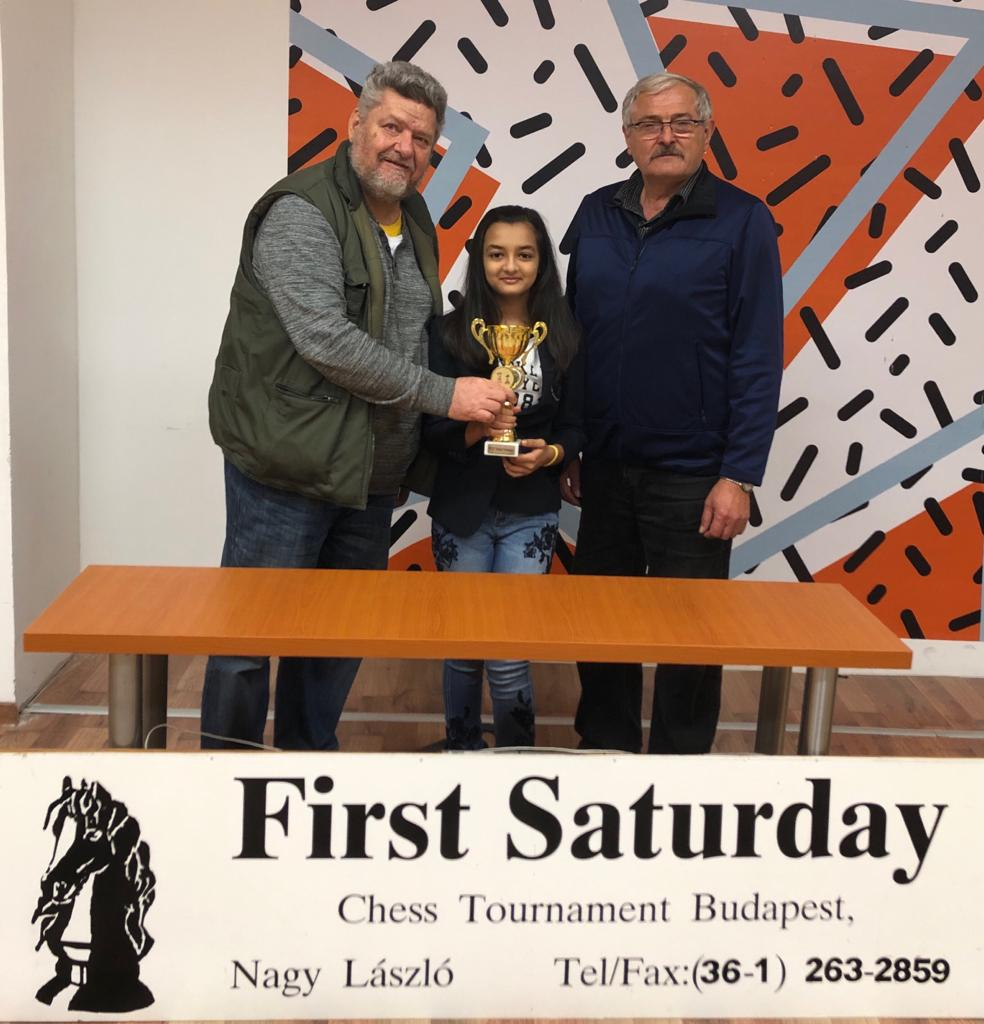 First Saturday
Chess Tournament Budapest,
Nagy László Tel/Fax:(36-1) 263-2859